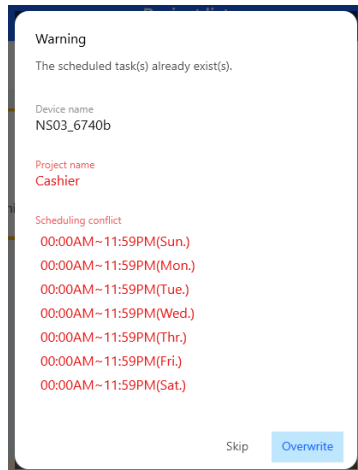 Warning
The scheduled task(s) already exist(s).
Device name
NS03_6740b
Project name
Cashier
Scheduling conflict
00:00AM~11:59PM(Sun.)
00:00AM~11:59PM(Mon.)
00:00AM~11:59PM(Tue.)
00:00AM~11:59PM(Wed.)
00:00AM~11:59PM(Thr.)
00:00AM~11:59PM(Fri.)
00:00AM~11:59PM(Sat.)
Skip
Overwrite